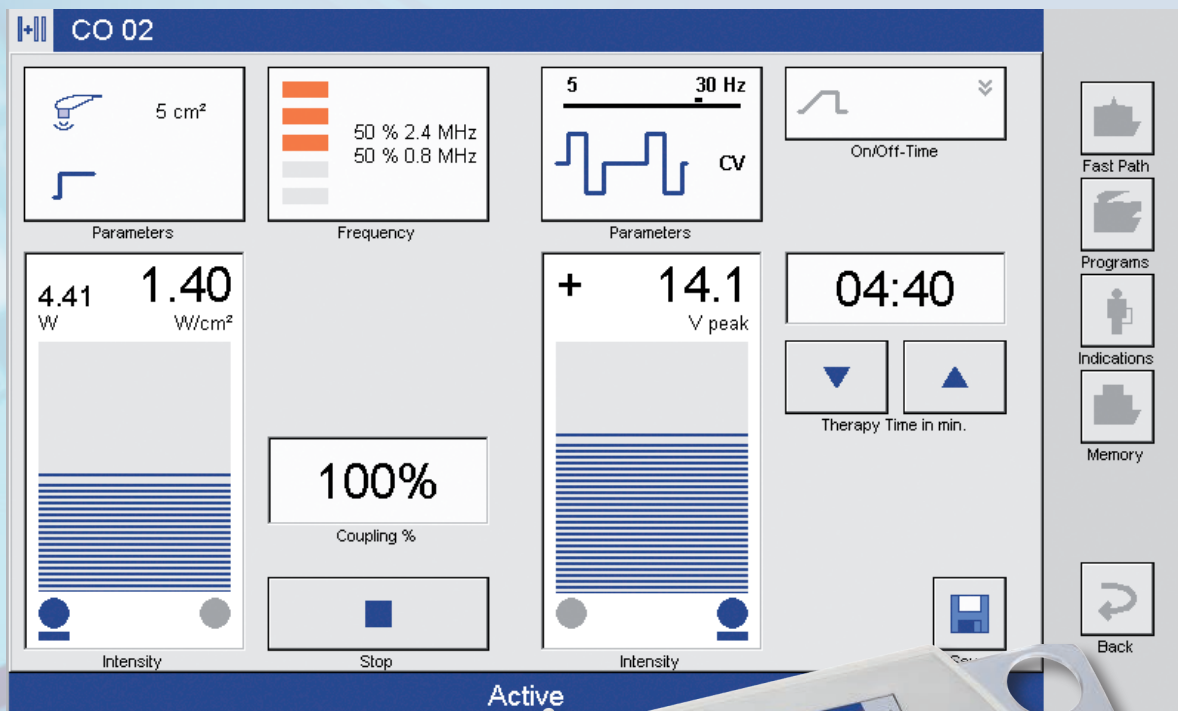 CO 02
5 cm²
Parameters
50 % 2.4 MHz
50 % 0.8 MHz
Frequency
5 30 Hz
CV
Parameters
On/Off-Time
4.41 W
1.40 W/cm²
Intensity
100%
Coupling %
Stop
+ 14.1
V peak
Intensity
04:40
Therapy Time in min.
Fast Path
Programs
Indications
Memory
Back
Active